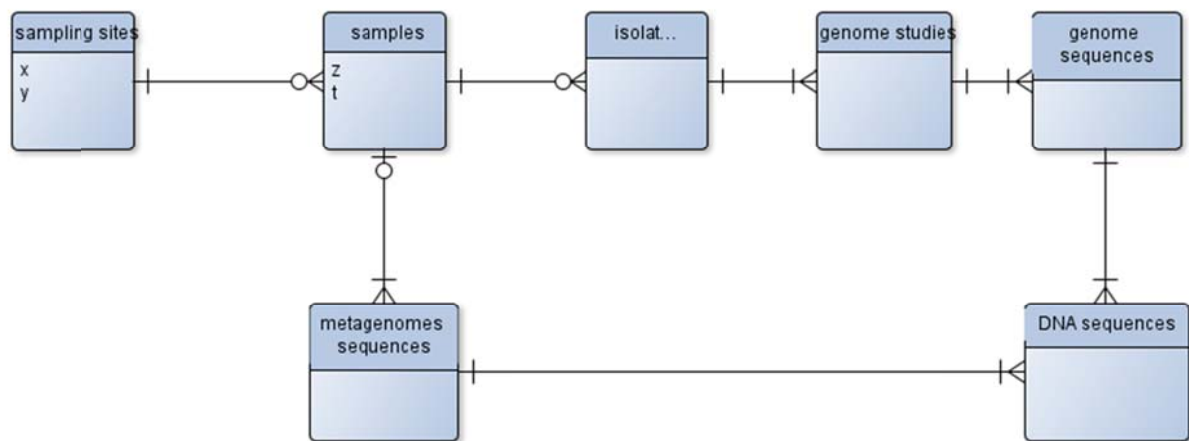 sampling sites
x
y
samples
z
t
isolat...
genome studies
genome
sequences
metagenomes
sequences
DNA sequences